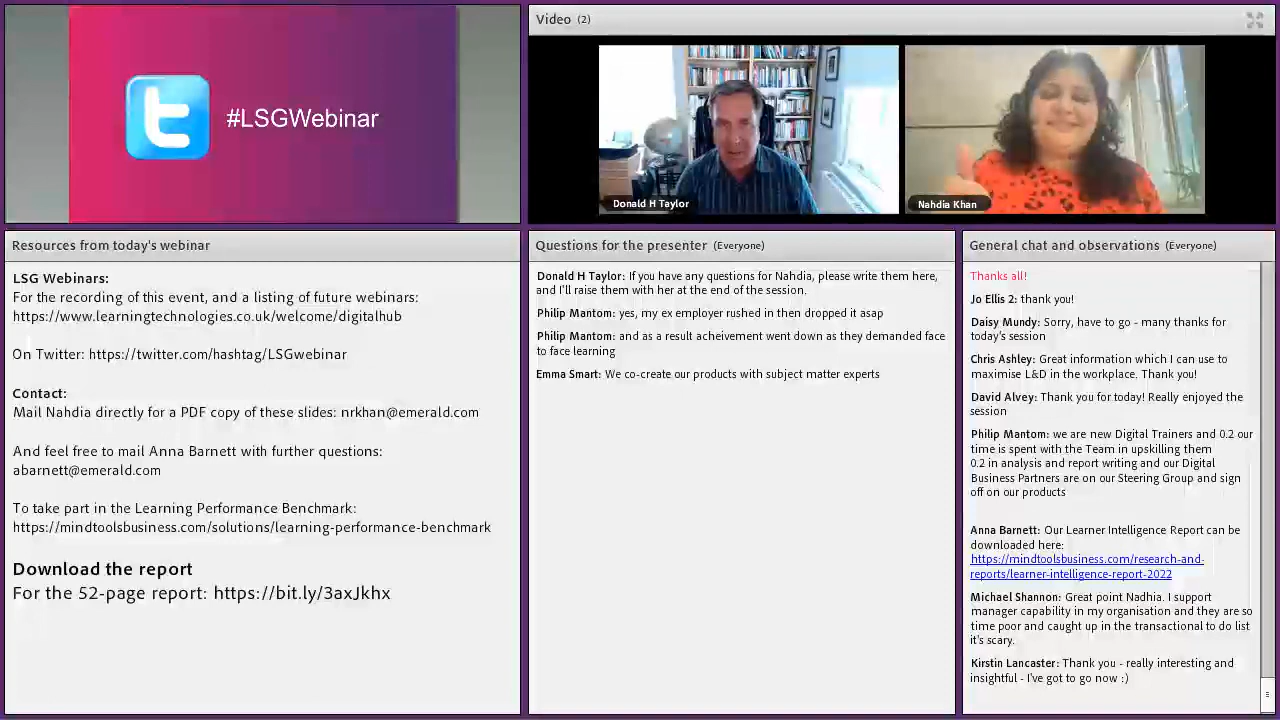 #LSGWebinar
Video (2)
Donald H Taylor
Nahdia Khan
Resources from today's webinar
LSG Webinars:
For the recording of this event, and a listing of future webinars:
https://www.learningtechnologies.co.uk/welcome/digitalhub
On Twitter: https://twitter.com/hashtag/LSGwebinar
Contact:
Mail Nahdia directly for a PDF copy of these slides: nrkhan@emerald.com
And feel free to mail Anna Barnett with further questions:
abarnett@emerald.com
To take part in the Learning Performance Benchmark:
https://mindtoolsbusiness.com/solutions/learning-performance-benchmark
Download the report
For the 52-page report: https://bit.ly/3axJkhx
Questions for the presenter (Everyone)
Donald H Taylor: If you have any questions for Nahdia, please write them here,
and I'll raise them with her at the end of the session.
Philip Mantom: yes, my ex employer rushed in then dropped it asap
Philip Mantom: and as a result acheivement went down as they demanded face
to face learning
Emma Smart: We co-create our products with subject matter experts
General chat and observations (Everyone)
Thanks all!
Jo Ellis 2: thank you!
Daisy Mundy: Sorry, have to go - many thanks for
today's session
Chris Ashley: Great information which I can use to
maximise L&D in the workplace. Thank you!
David Alvey: Thank you for today! Really enjoyed the
session
Philip Mantom: we are new Digital Trainers and 0.2 our
time is spent with the Team in upskilling them
0.2 in analysis and report writing and our Digital
Business Partners are on our Steering Group and sign
off on our products
Anna Barnett: Our Learner Intelligence Report can be
downloaded here:
https://mindtoolsbusiness.com/research-and-
reports/learner-intelligence-report-2022
Michael Shannon: Great point Nadhia. I support
manager capability in my organisation and they are so
time poor and caught up in the transactional to do list
it's scary.
Kirstin Lancaster: Thank you - really interesting and
insightful - I've got to go now :)